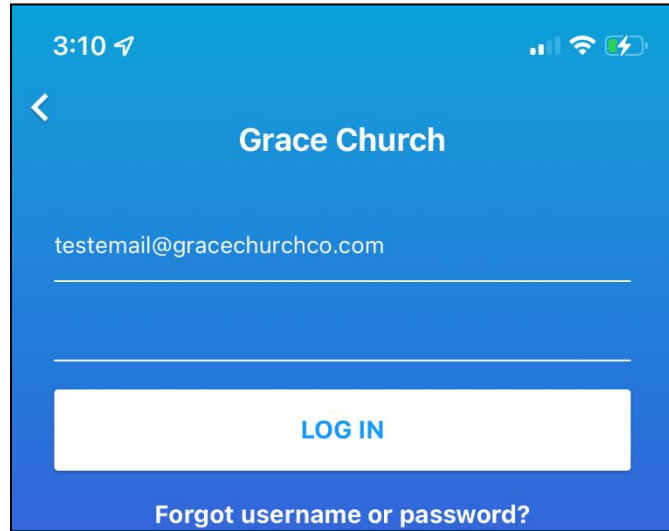 3:10
Grace Church
testemail@gracechurchco.com
LOG IN
Forgot username or password?